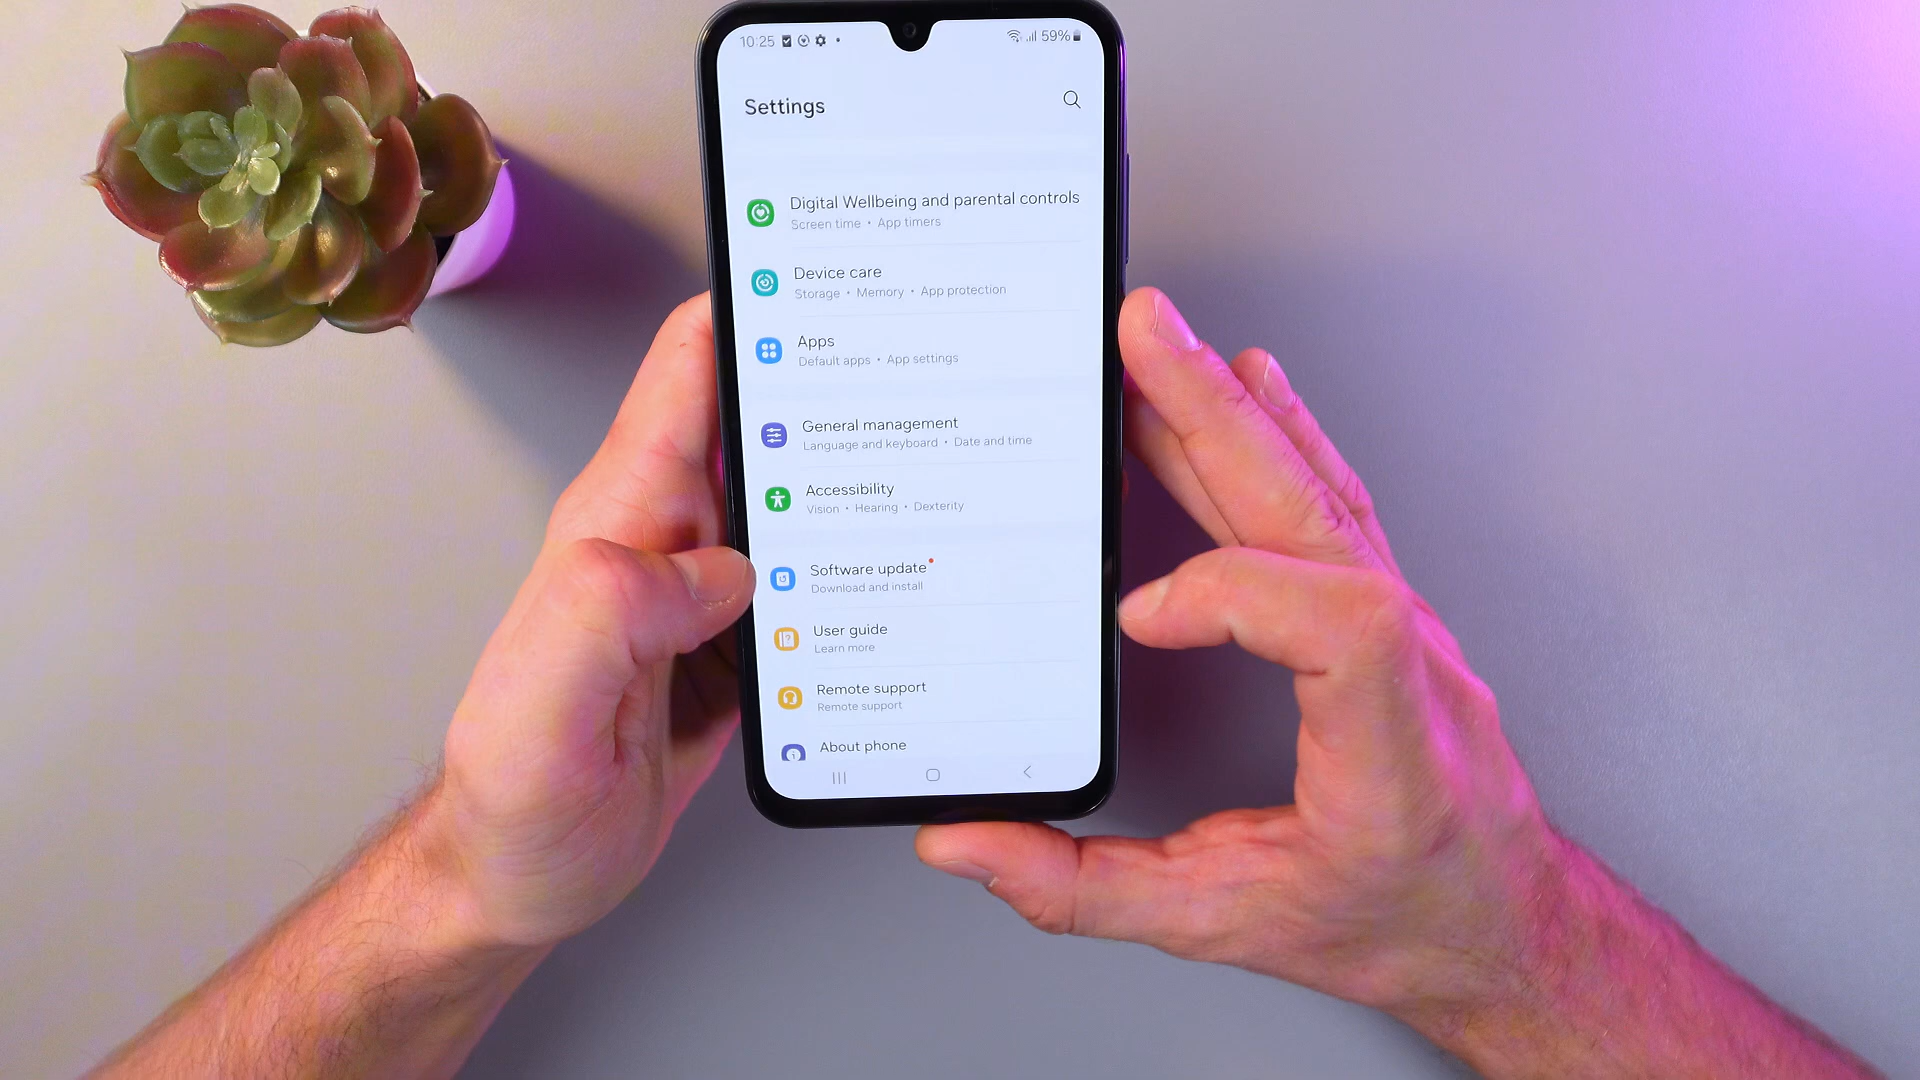 10:25
59%
Settings
Digital Wellbeing and parental controls
Screen time • App timers
Device care
Storage • Memory • App protection
Apps
Default apps • App settings
General management
Language and keyboard • Date and time
Accessibility
Vision • Hearing • Dexterity
Software update
Download and install
User guide
Learn more
Remote support
Remote support
About phone